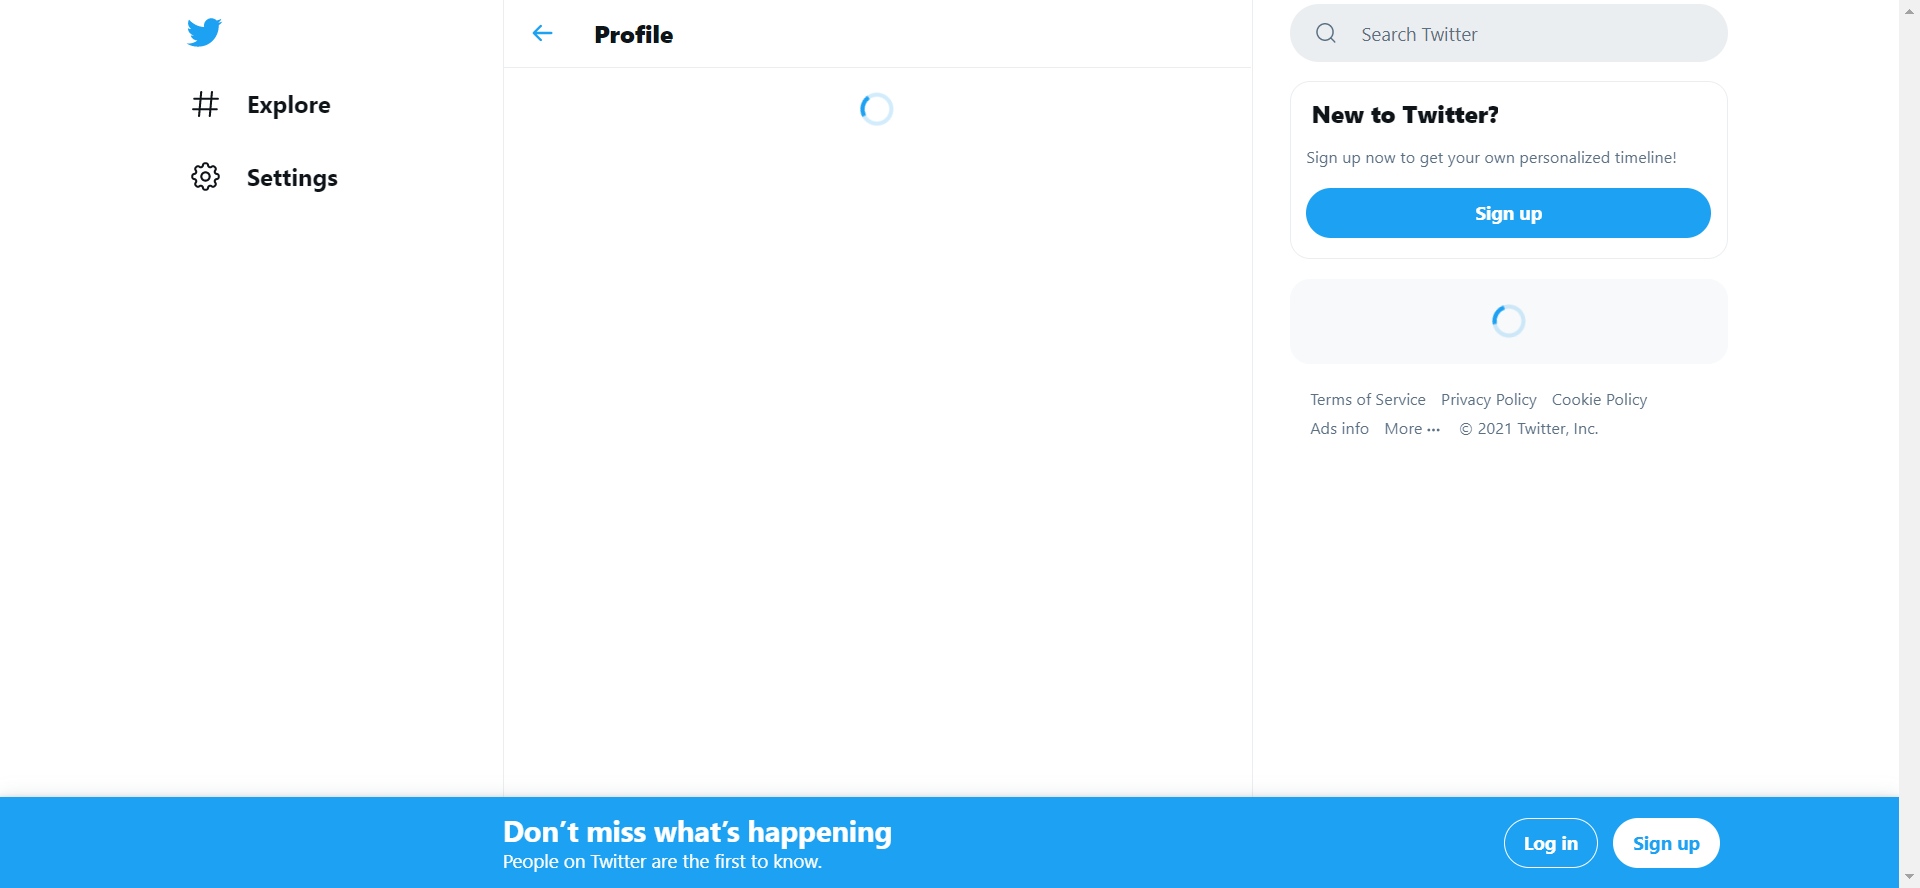 Explore
Settings
Profile
Search Twitter
New to Twitter?
Sign up now to get your own personalized timeline!
Sign up
Terms of Service Privacy Policy Cookie Policy
Ads info More ··· © 2021 Twitter, Inc.
Don’t miss what’s happening
People on Twitter are the first to know.
Log in
Sign up